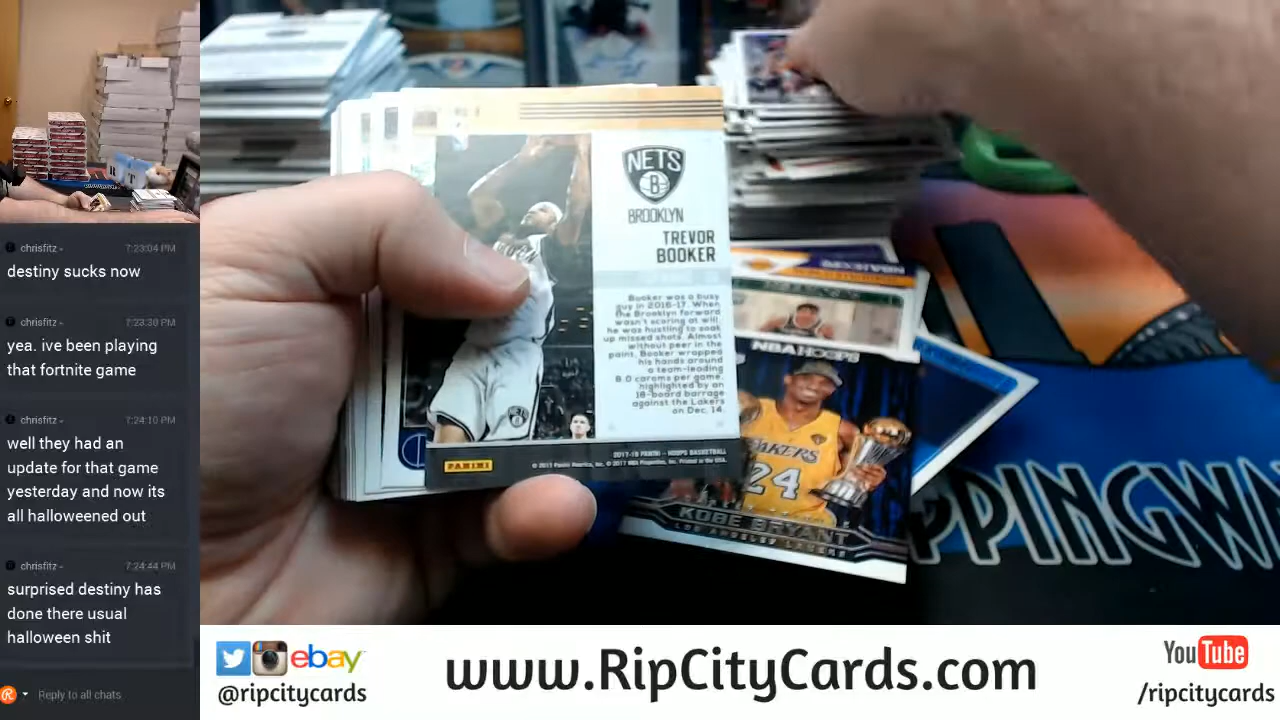 chrisfitz
7:23:04 PM
destiny sucks now
chrisfitz
7:23:30 PM
yea. ive been playing
that fortnite game
chrisfitz
7:24:10 PM
well they had an
update for that game
yesterday and now its
all halloweened out
chrisfitz
7:24:44 PM
surprised destiny has
done there usual
halloween shit
Reply to all chats
NETS
B
BROOKLYN
TREVOR
BOOKER
Booker was a busy
guy in 2016-17. When
the Brooklyn forward
wasn't scoring at will,
he was hustling to soak
up missed shots. Almost
without peer in the
paint, Booker wrapped
his hands around
a team-leading
8.0 caroms per game,
highlighted by an
18-board barrage
against the Lakers
on Dec. 14.
PANINI
2017-18 PANINI – HOOPS BASKETBALL
© 2017 Panini America, Inc. © 2017 NBA Properties, Inc. Printed in the USA.
NBA HOOPS
NBA HOOPS
LAKERS
24
KOBE BRYANT
LOS ANGELES LAKERS
PPINGWA
ebay
@ripcitycards
www.RipCityCards.com
YouTube
/ripcitycards